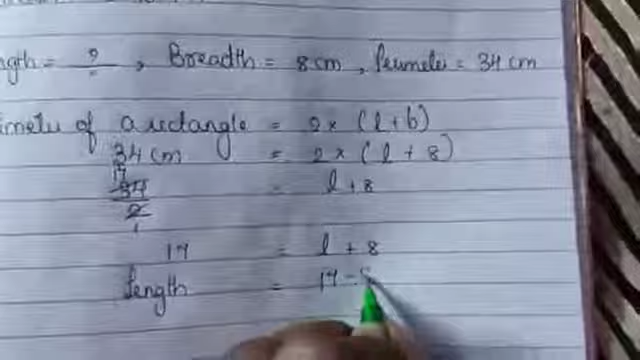 ngth = ?, Breadth = 8 cm, Perimeter = 34 cm
imeter of a rectangle = 2 × (l + b)
34 cm = 2 × (l + 8)
17
34/2 = l + 8
1
17 = l + 8
length = 17 -